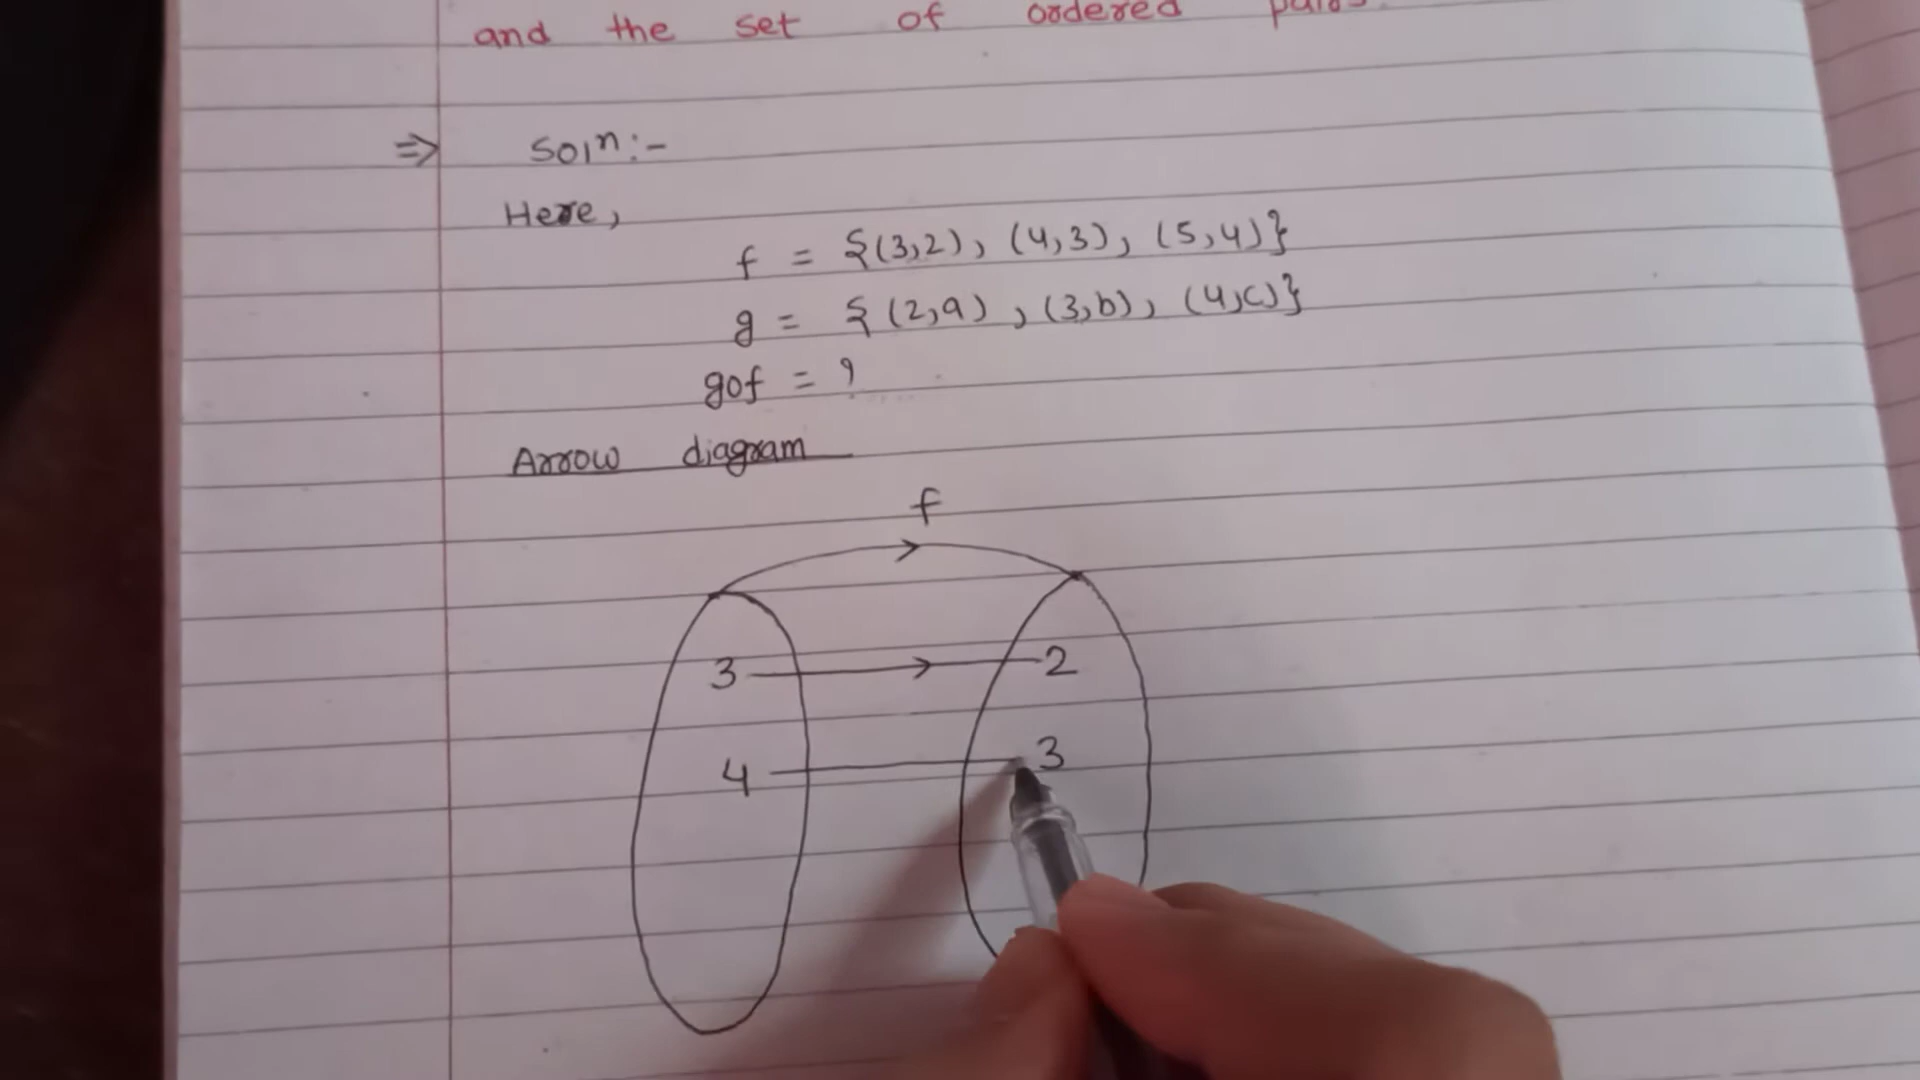 and the set of ordered pairs.
⇒ Soln:-
Here,
f = {(3,2), (4,3), (5,4)}
g = {(2,a), (3,b), (4,c)}
gof = ?
Arrow diagram
f
3 2
4 3